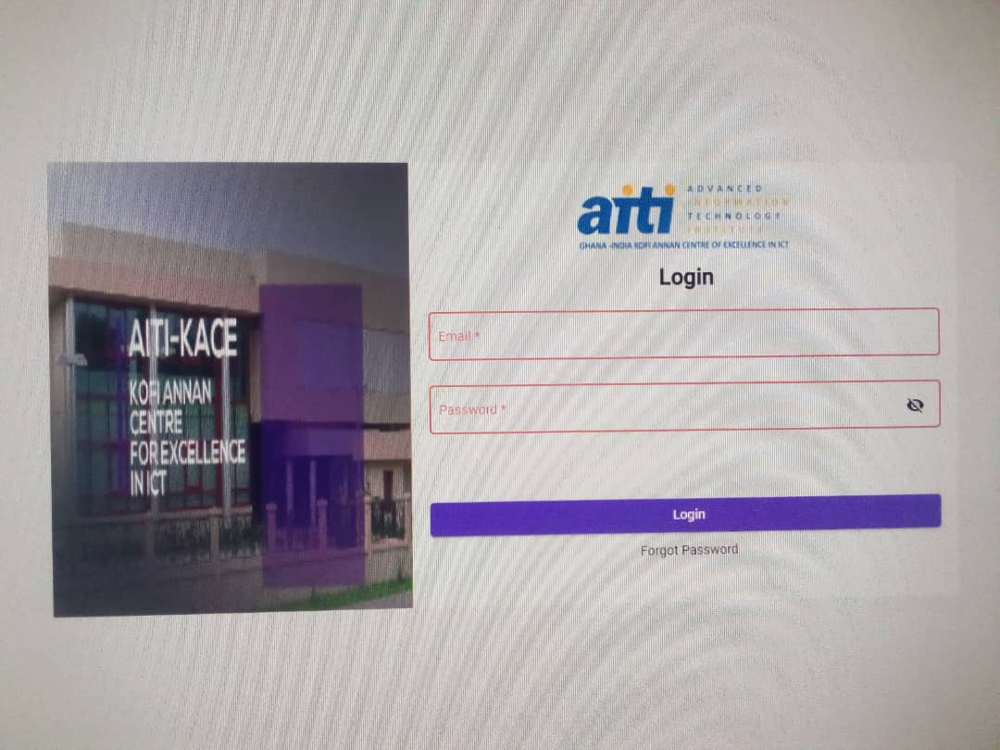 AITI-KACE
KOFI ANNAN
CENTRE
FOR EXCELLENCE
IN ICT
aiti
ADVANCED
INFORMATION
TECHNOLOGY
INSTITUTE
GHANA -INDIA KOFI ANNAN CENTRE OF EXCELLENCE IN ICT
Login
Email *
Password *
Login
Forgot Password